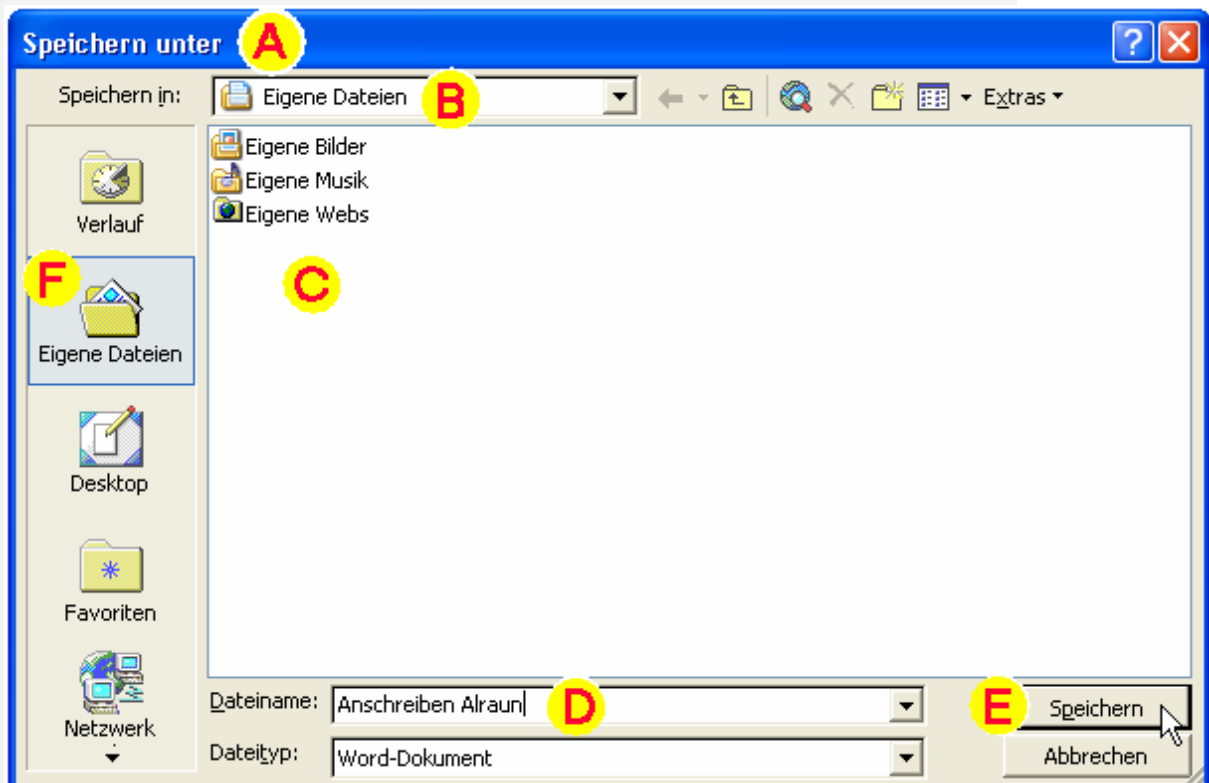 Speichern unter A
Speichern in: Eigene Dateien B Extras
Eigene Bilder
Eigene Musik
Eigene Webs
C
Verlauf
F
Eigene Dateien
Desktop
Favoriten
Netzwerk
Dateiname: Anschreiben Alraun D E Speichern
Dateityp: Word-Dokument Abbrechen